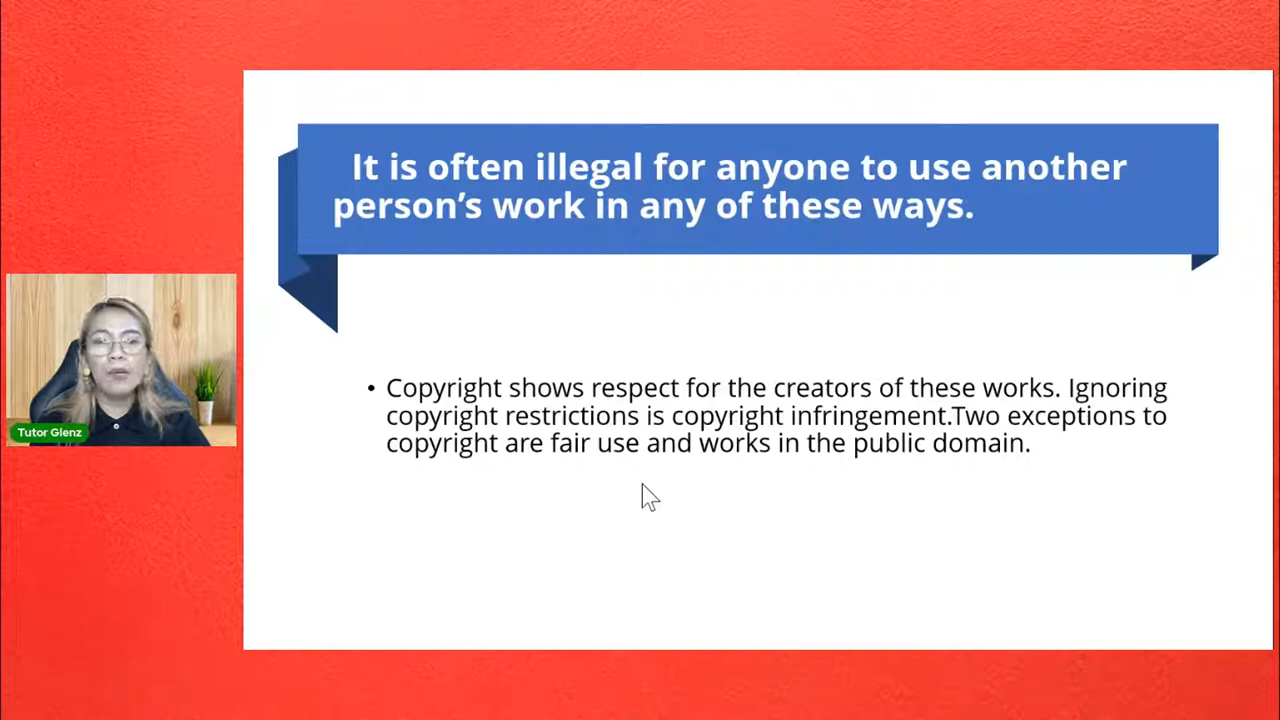 It is often illegal for anyone to use another
person’s work in any of these ways.
• Copyright shows respect for the creators of these works. Ignoring
copyright restrictions is copyright infringement.Two exceptions to
copyright are fair use and works in the public domain.
Tutor Glenz